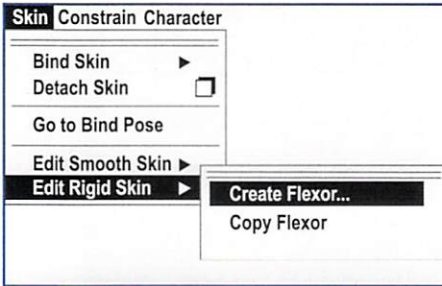 Skin Constrain Character
Bind Skin
Detach Skin
Go to Bind Pose
Edit Smooth Skin
Edit Rigid Skin
Create Flexor...
Copy Flexor